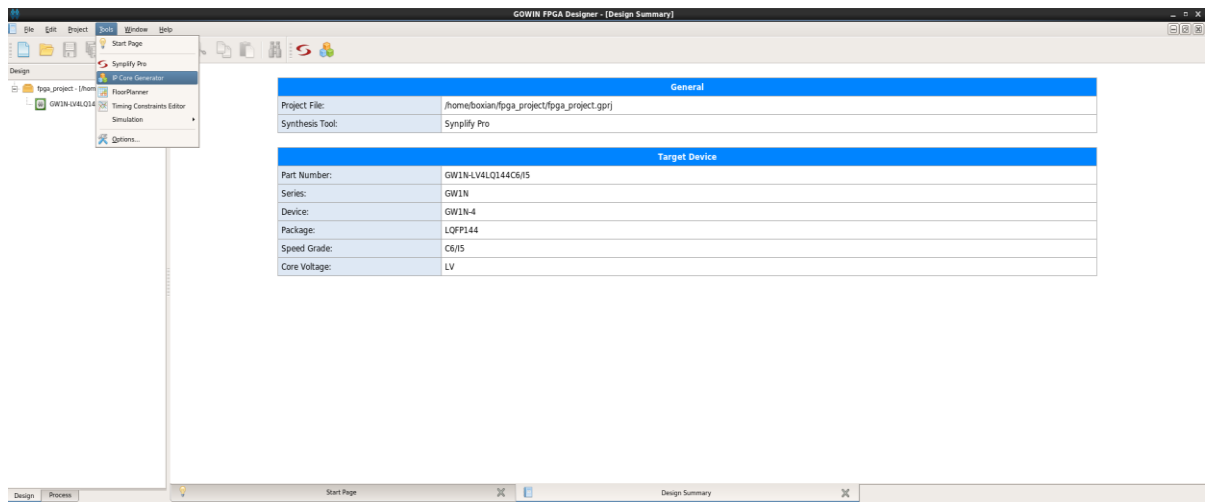 GOWIN FPGA Designer - [Design Summary]
File Edit Project Tools Window Help
Start Page
Synplify Pro
IP Core Generator
FloorPlanner
Timing Constraints Editor
Simulation
Options...
Design
fpga_project - [/hom
GW1N-LV4LQ14
General
Project File: /home/boxian/fpga_project/fpga_project.gprj
Synthesis Tool: Synplify Pro
Target Device
Part Number: GW1N-LV4LQ144C6/I5
Series: GW1N
Device: GW1N-4
Package: LQFP144
Speed Grade: C6/I5
Core Voltage: LV
Design Process
Start Page Design Summary